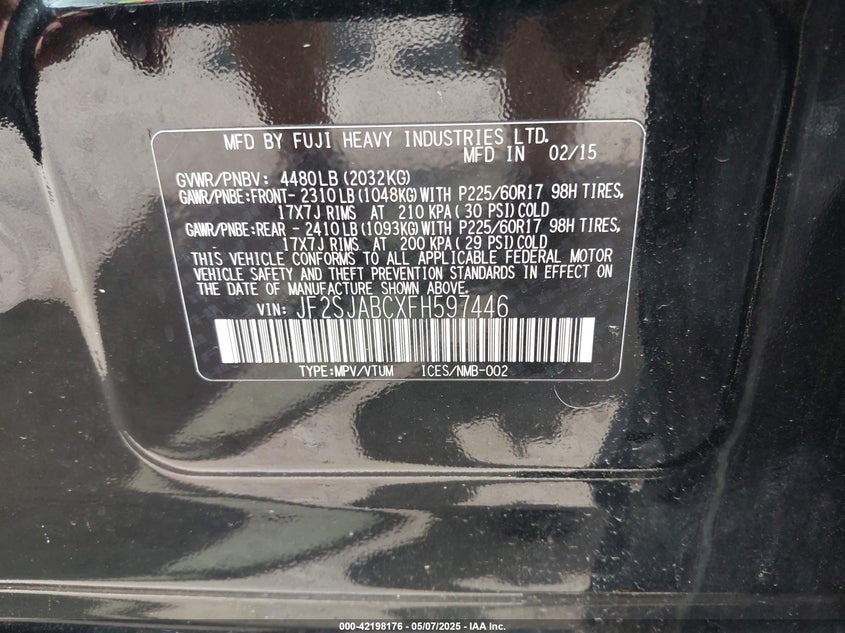 MFD BY FUJI HEAVY INDUSTRIES LTD.
MFD IN 02/15
GVWR/PNBV: 4480LB (2032KG)
GAWR/PNBE:FRONT- 2310LB (1048KG)WITH P225/60R17 98H TIRES,
17X7J RIMS AT 210 KPA ( 30 PSI)COLD
GAWR/PNBE:REAR - 2410LB (1093KG)WITH P225/60R17 98H TIRES,
17X7J RIMS AT 200 KPA ( 29 PSI)COLD
THIS VEHICLE CONFORMS TO ALL APPLICABLE FEDERAL MOTOR
VEHICLE SAFETY AND THEFT PREVENTION STANDARDS IN EFFECT ON
THE DATE OF MANUFACTURE SHOWN ABOVE.
VIN: JF2SJABCXFH597446
TYPE:MPV/VTUM ICES/NMB-002
000-42198176 - 05/07/2025 - IAA Inc.